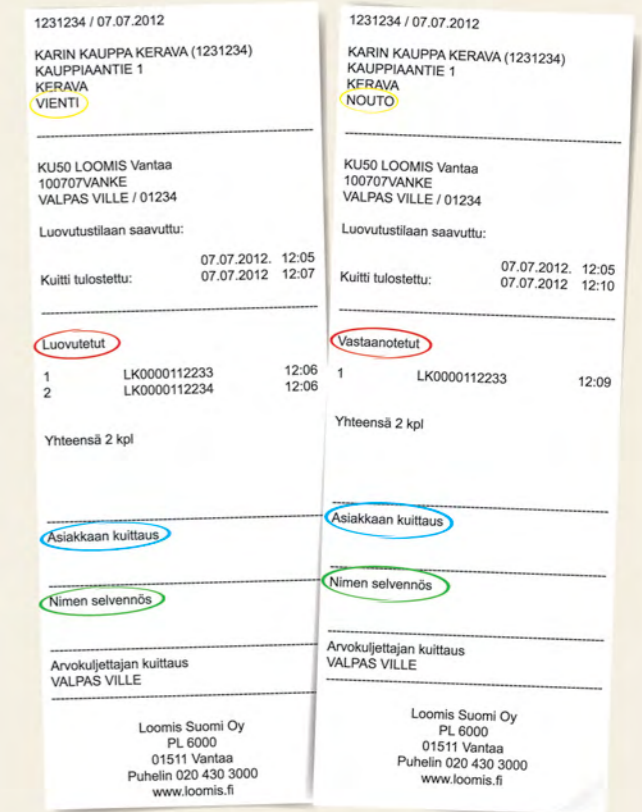 1231234 / 07.07.2012
KARIN KAUPPA KERAVA (1231234)
KAUPPIAANTIE 1
KERAVA
VIENTI
KU50 LOOMIS Vantaa
100707VANKE
VALPAS VILLE / 01234
Luovutustilaan saavuttu:
07.07.2012. 12:05
Kuitti tulostettu: 07.07.2012 12:07
Luovutetut
1 LK0000112233 12:06
2 LK0000112234 12:06
Yhteensä 2 kpl
Asiakkaan kuittaus
Nimen selvennös
Arvokuljettajan kuittaus
VALPAS VILLE
Loomis Suomi Oy
PL 6000
01511 Vantaa
Puhelin 020 430 3000
www.loomis.fi
1231234 / 07.07.2012
KARIN KAUPPA KERAVA (1231234)
KAUPPIAANTIE 1
KERAVA
NOUTO
KU50 LOOMIS Vantaa
100707VANKE
VALPAS VILLE / 01234
Luovutustilaan saavuttu:
07.07.2012. 12:05
Kuitti tulostettu: 07.07.2012 12:10
Vastaanotetut
1 LK0000112233 12:09
Yhteensä 2 kpl
Asiakkaan kuittaus
Nimen selvennös
Arvokuljettajan kuittaus
VALPAS VILLE
Loomis Suomi Oy
PL 6000
01511 Vantaa
Puhelin 020 430 3000
www.loomis.fi